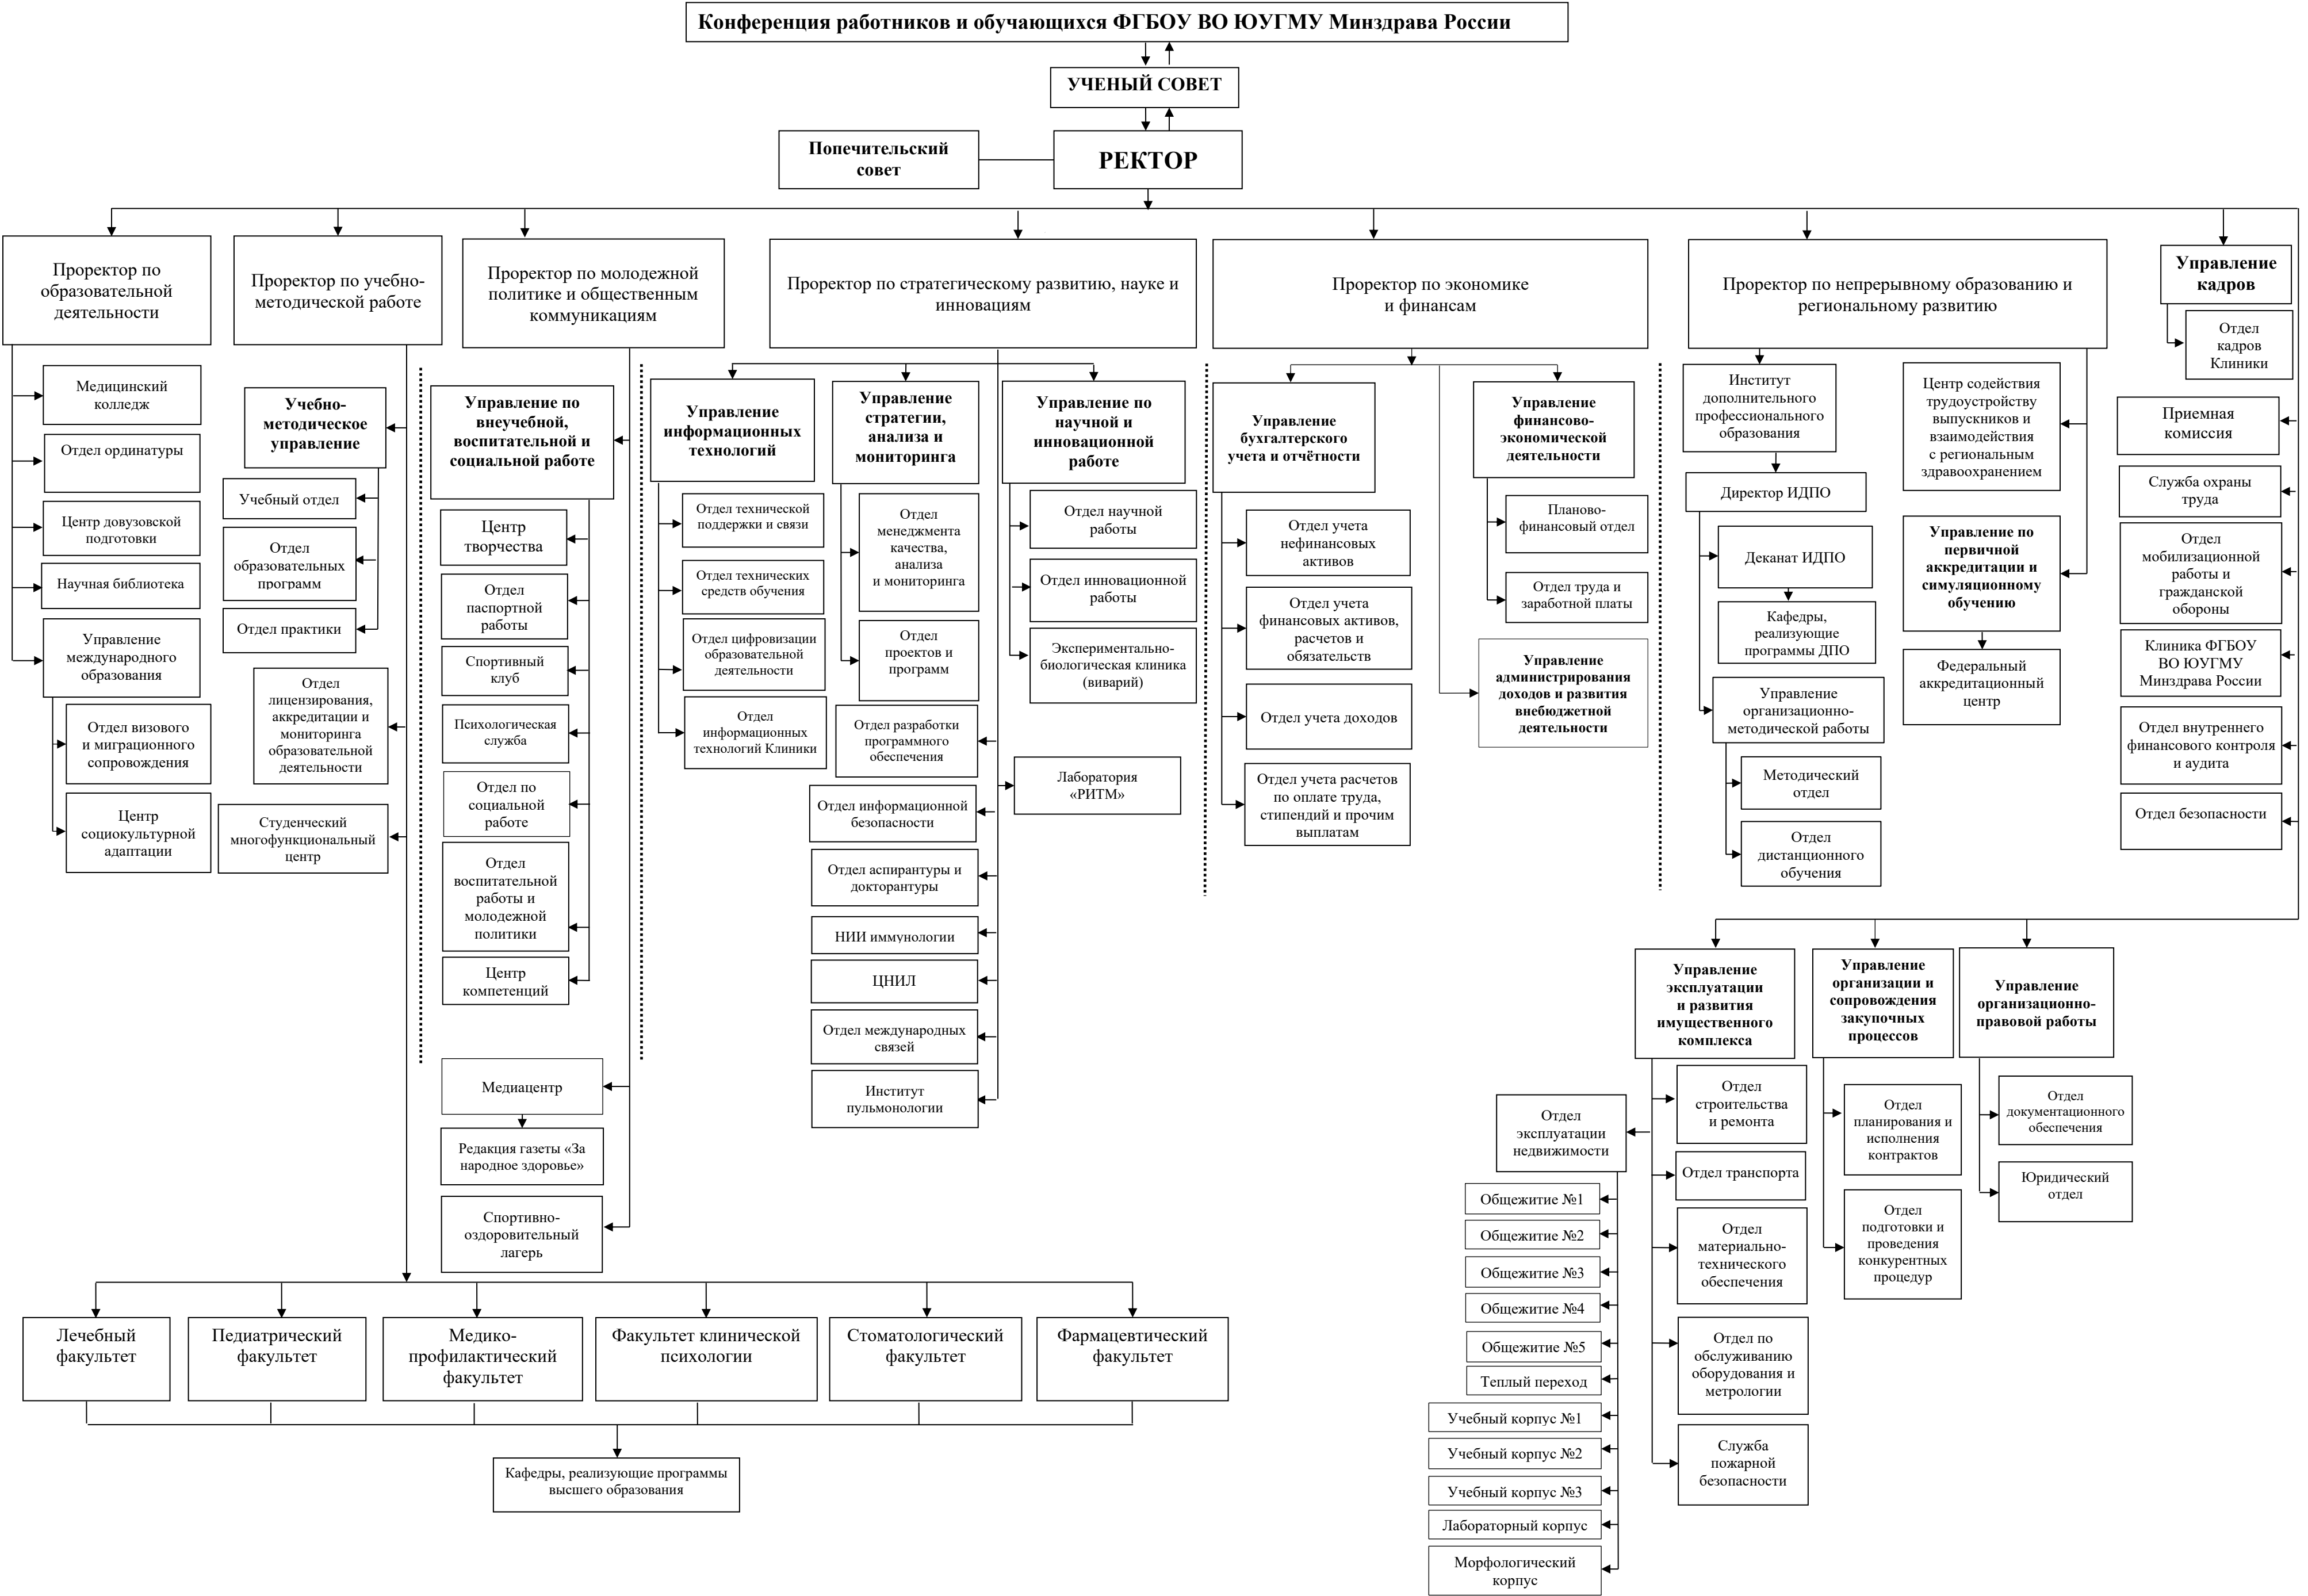 Конференция работников и обучающихся ФГБОУ ВО ЮУГМУ Минздрава России
УЧЕНЫЙ СОВЕТ
Попечительский
совет
РЕКТОР
Проректор по
образовательной
деятельности
Проректор по учебно-
методической работе
Проректор по молодежной
политике и общественным
коммуникациям
Проректор по стратегическому развитию, науке и
инновациям
Проректор по экономике
и финансам
Проректор по непрерывному образованию и
региональному развитию
Управление
кадров
Отдел
кадров
Клиники
Медицинский
колледж
Отдел ординатуры
Центр довузовской
подготовки
Научная библиотека
Управление
международного
образования
Отдел визового
и миграционного
сопровождения
Центр
социокультурной
адаптации
Учебно-
методическое
управление
Учебный отдел
Отдел
образовательных
программ
Отдел практики
Отдел
лицензирования,
аккредитации и
мониторинга
образовательной
деятельности
Студенческий
многофункциональный
центр
Управление по
внеучебной,
воспитательной и
социальной работе
Центр
творчества
Отдел
паспортной
работы
Спортивный
клуб
Психологическая
служба
Отдел по
социальной
работе
Отдел
воспитательной
работы и
молодежной
политики
Центр
компетенций
Медиацентр
Редакция газеты «За
народное здоровье»
Спортивно-
оздоровительный
лагерь
Управление
информационных
технологий
Отдел технической
поддержки и связи
Отдел технических
средств обучения
Отдел цифровизации
образовательной
деятельности
Отдел
информационных
технологий Клиники
Управление
стратегии,
анализа и
мониторинга
Отдел
менеджмента
качества,
анализа
и мониторинга
Отдел
проектов и
программ
Отдел разработки
программного
обеспечения
Отдел информационной
безопасности
Отдел аспирантуры и
докторантуры
НИИ иммунологии
ЦНИЛ
Отдел международных
связей
Институт
пульмонологии
Управление по
научной и
инновационной
работе
Отдел научной
работы
Отдел инновационной
работы
Экспериментально-
биологическая клиника
(виварий)
Лаборатория
«РИТМ»
Управление
бухгалтерского
учета и отчётности
Отдел учета
нефинансовых
активов
Отдел учета
финансовых активов,
расчетов и
обязательств
Отдел учета доходов
Отдел учета расчетов
по оплате труда,
стипендий и прочим
выплатам
Управление
финансово-
экономической
деятельности
Планово-
финансовый отдел
Отдел труда и
заработной платы
Управление
администрирования
доходов и развития
внебюджетной
деятельности
Институт
дополнительного
профессионального
образования
Директор ИДПО
Деканат ИДПО
Кафедры,
реализующие
программы ДПО
Управление
организационно-
методической работы
Методический
отдел
Отдел
дистанционного
обучения
Центр содействия
трудоустройству
выпускников и
взаимодействия
с региональным
здравоохранением
Управление по
первичной
аккредитации и
симуляционному
обучению
Федеральный
аккредитационный
центр
Приемная
комиссия
Служба охраны
труда
Отдел
мобилизационной
работы и
гражданской
обороны
Клиника ФГБОУ
ВО ЮУГМУ
Минздрава России
Отдел внутреннего
финансового контроля
и аудита
Отдел безопасности
Управление
эксплуатации
и развития
имущественного
комплекса
Управление
организации и
сопровождения
закупочных
процессов
Управление
организационно-
правовой работы
Отдел
эксплуатации
недвижимости
Общежитие №1
Общежитие №2
Общежитие №3
Общежитие №4
Общежитие №5
Теплый переход
Учебный корпус №1
Учебный корпус №2
Учебный корпус №3
Лабораторный корпус
Морфологический
корпус
Отдел
строительства
и ремонта
Отдел транспорта
Отдел
материально-
технического
обеспечения
Отдел по
обслуживанию
оборудования и
метрологии
Служба
пожарной
безопасности
Отдел
планирования и
исполнения
контрактов
Отдел
подготовки и
проведения
конкурентных
процедур
Отдел
документационного
обеспечения
Юридический
отдел
Лечебный
факультет
Педиатрический
факультет
Медико-
профилактический
факультет
Факультет клинической
психологии
Стоматологический
факультет
Фармацевтический
факультет
Кафедры, реализующие программы
высшего образования